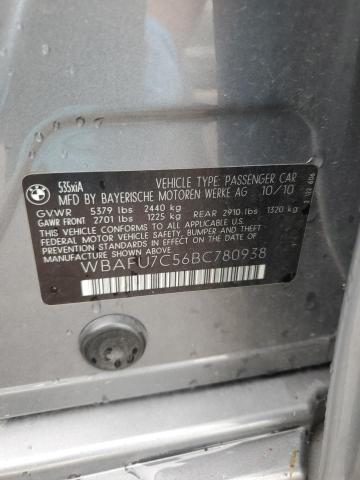 535xiA
VEHICLE TYPE: PASSENGER CAR
MFD BY BAYERISCHE MOTOREN WERKE AG 10/10
GVWR 5379 lbs 2440 kg
GAWR FRONT 2701 lbs 1225 kg REAR 2910 lbs 1320 kg
THIS VEHICLE CONFORMS TO ALL APPLICABLE U.S. FEDERAL
MOTOR VEHICLE SAFETY, BUMPER AND THEFT PREVENTION
STANDARDS IN EFFECT ON THE DATE OF
MANUFACTURE SHOWN ABOVE.
WBAFU7C56BC780938